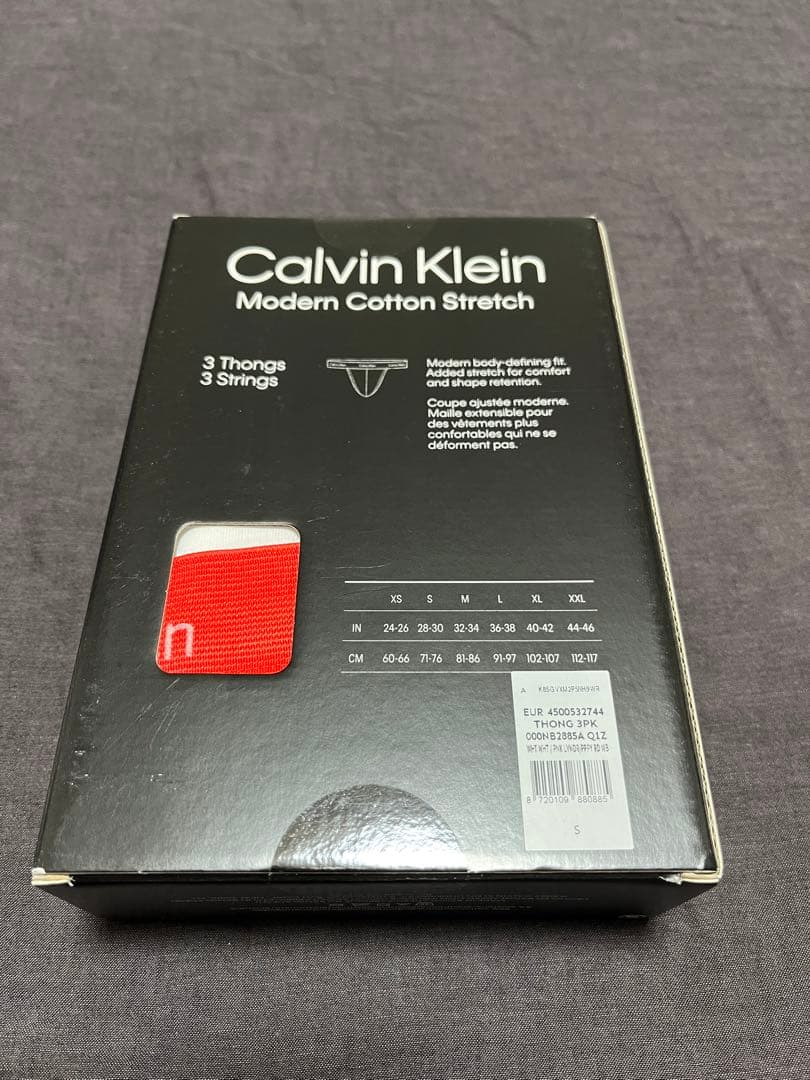 Calvin Klein
Modern Cotton Stretch
3 Thongs
3 Strings
Modern body-defining fit.
Added stretch for comfort
and shape retention.
Coupe ajustée moderne.
Maille extensible pour
des vêtements plus
confortables qui ne se
déforment pas.
n
XS S M L XL XXL
IN 24-26 28-30 32-34 36-38 40-42 44-46
CM 60-66 71-76 81-86 91-97 102-107 112-117
A
EUR 4500532744
THONG 3PK
000NB2885A Q1Z
8 720109 880885
S